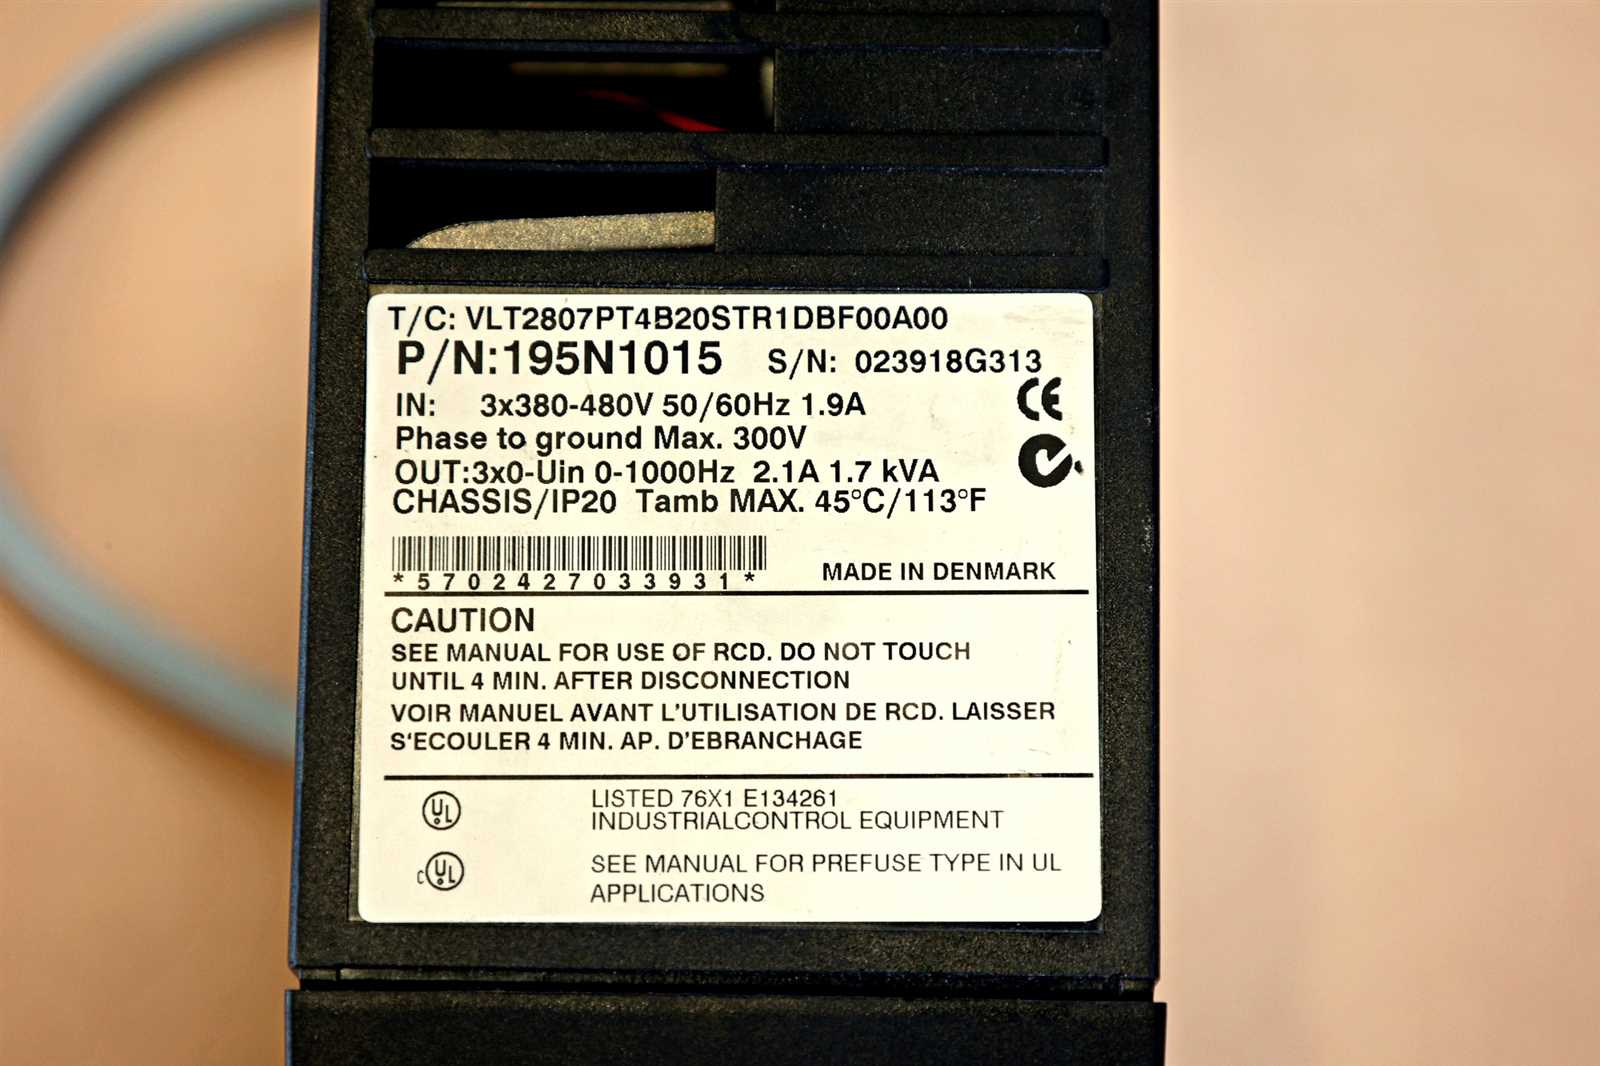 T/C: VLT2807PT4B20STR1DBF00A00
P/N:195N1015 S/N: 023918G313
IN: 3x380-480V 50/60Hz 1.9A
Phase to ground Max. 300V
OUT:3x0-Uin 0-1000Hz 2.1A 1.7 kVA
CHASSIS/IP20 Tamb MAX. 45°C/113°F
CE
*5702427033931*
MADE IN DENMARK
CAUTION
SEE MANUAL FOR USE OF RCD. DO NOT TOUCH
UNTIL 4 MIN. AFTER DISCONNECTION
VOIR MANUEL AVANT L'UTILISATION DE RCD. LAISSER
S'ECOULER 4 MIN. AP. D'EBRANCHAGE
UL
LISTED 76X1 E134261
INDUSTRIALCONTROL EQUIPMENT
c UL
SEE MANUAL FOR PREFUSE TYPE IN UL
APPLICATIONS